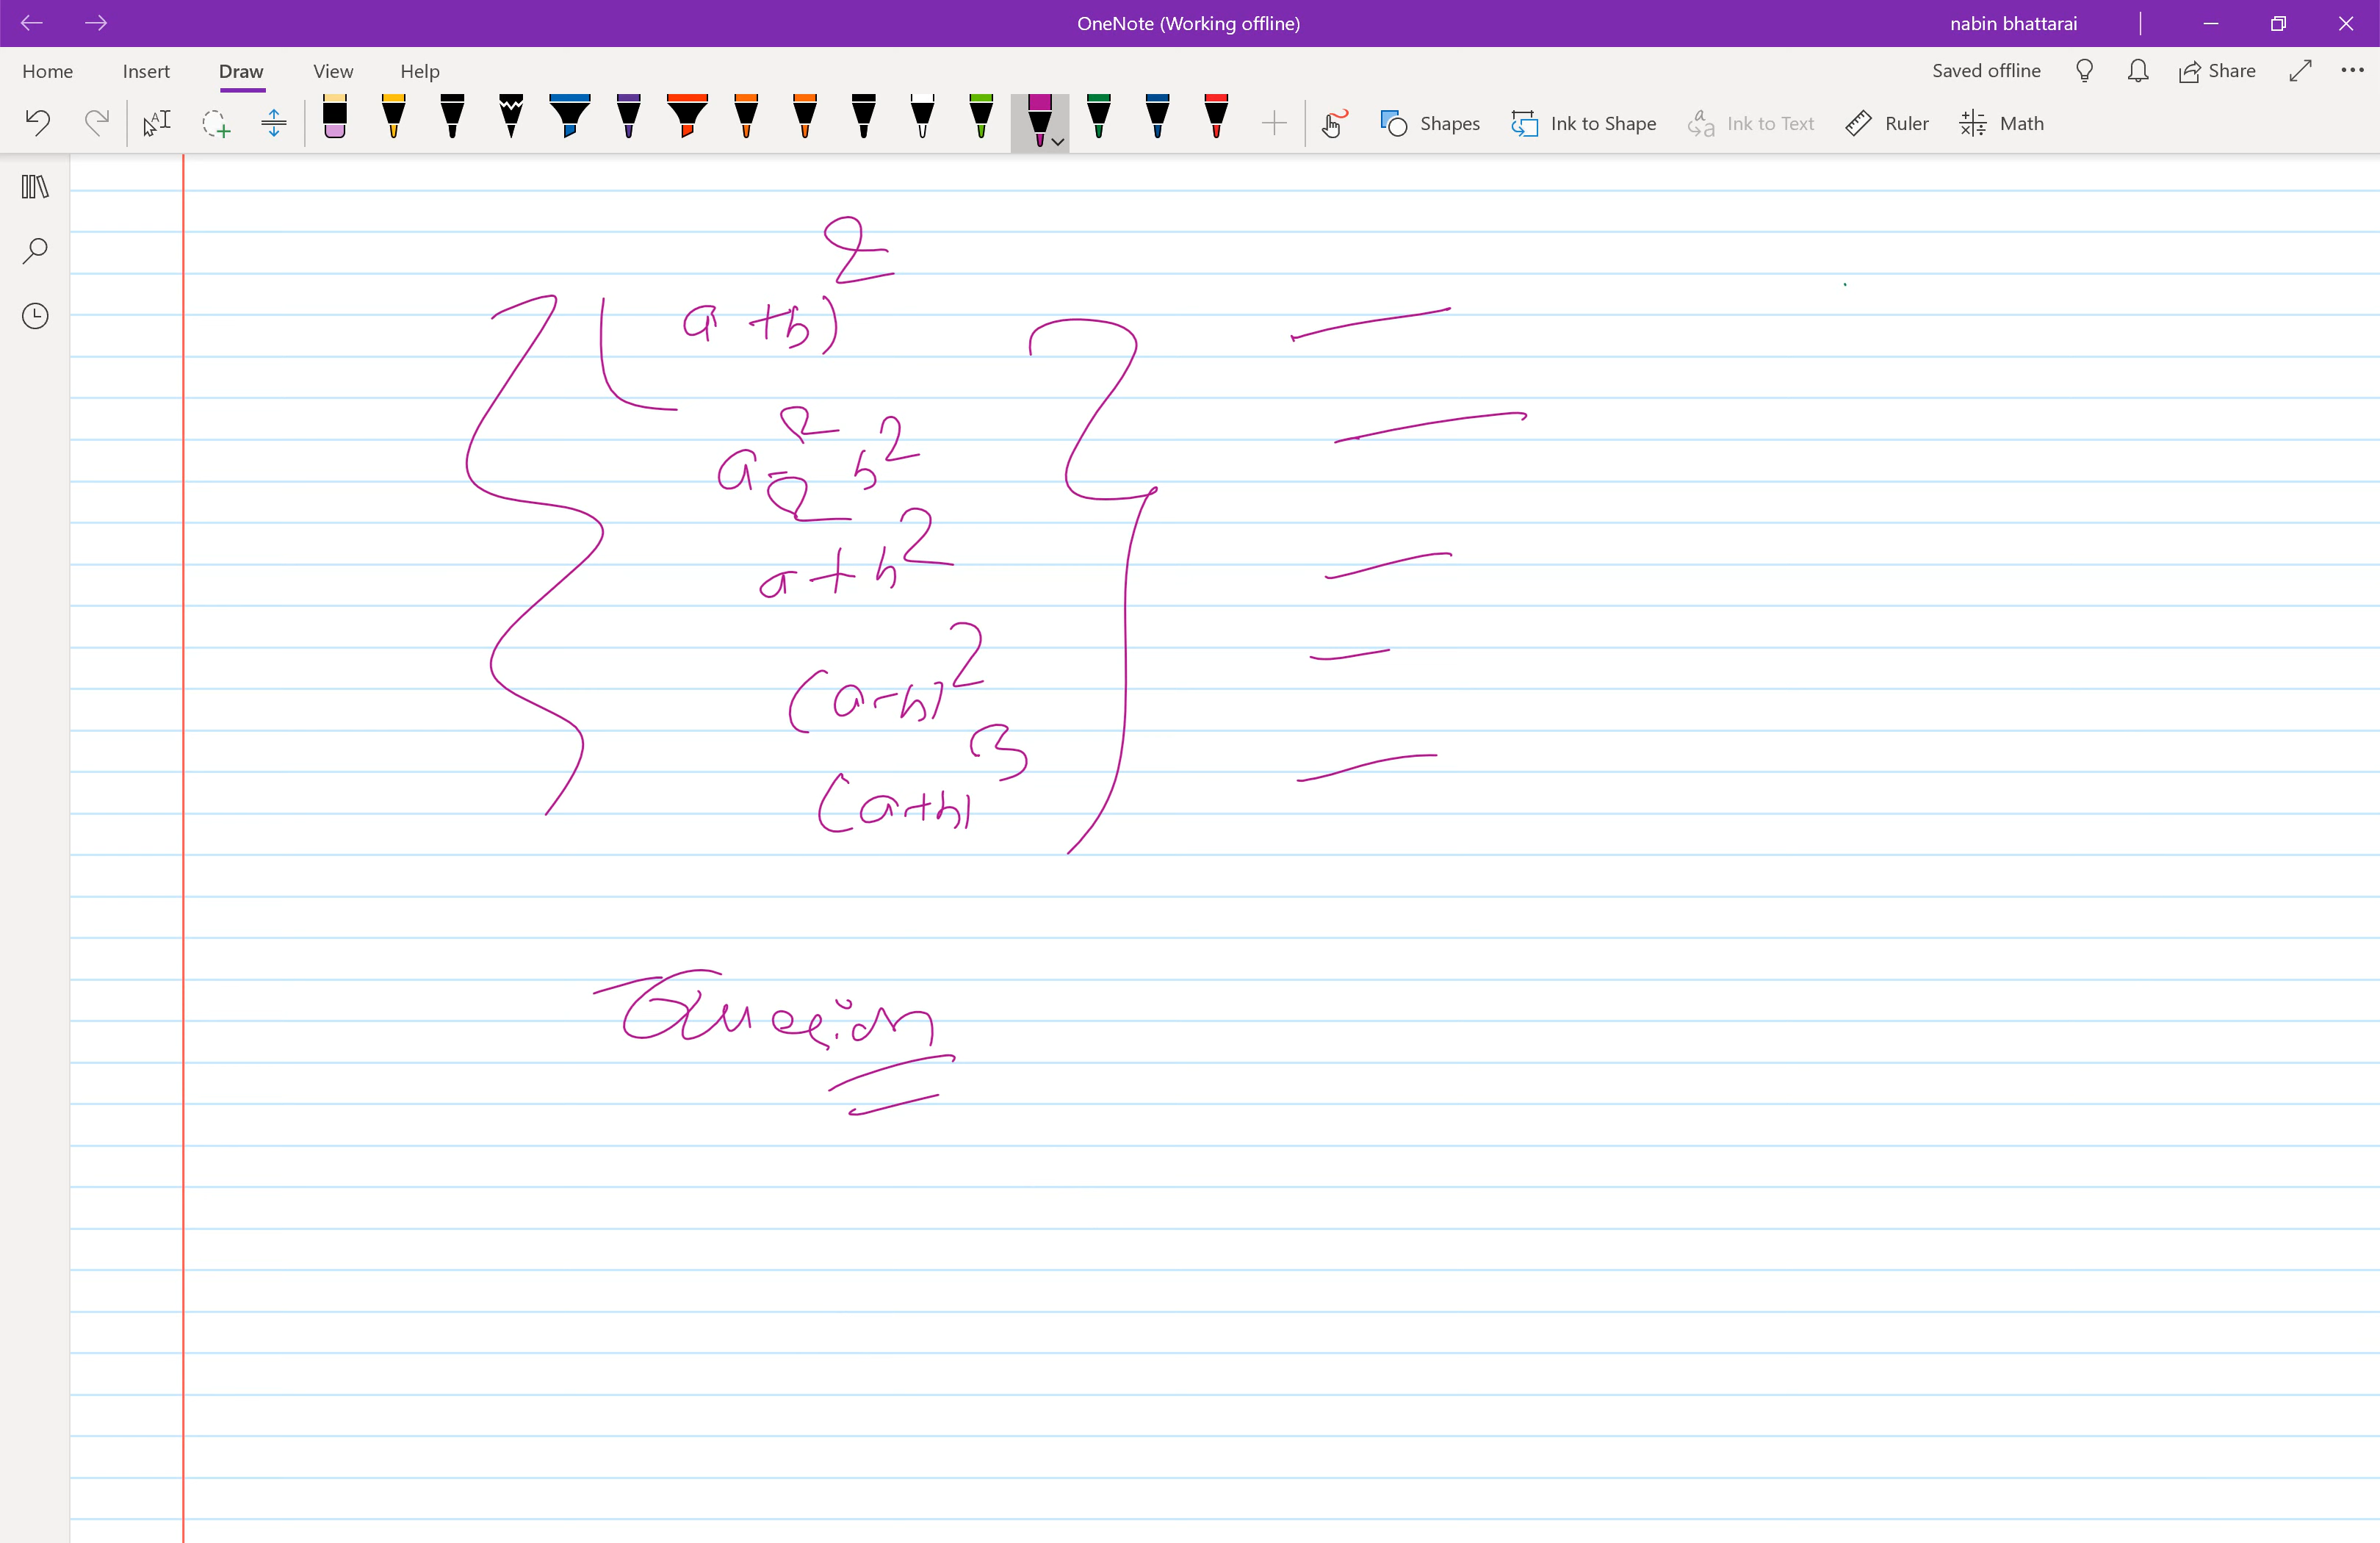 OneNote (Working offline)
nabin bhattarai
Home Insert Draw View Help
Saved offline Share
Shapes Ink to Shape Ink to Text Ruler Math
(a+b)²
a²-b²
a²+b²
(a-b)²
(a+b)³